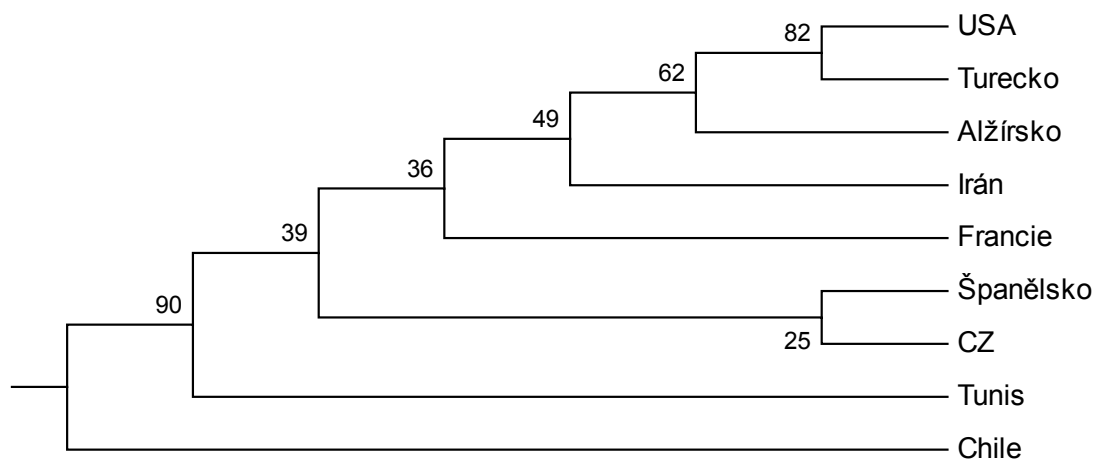 82
USA
62
Turecko
49
Alžírsko
36
Irán
39
Francie
90
Španělsko
25
CZ
Tunis
Chile